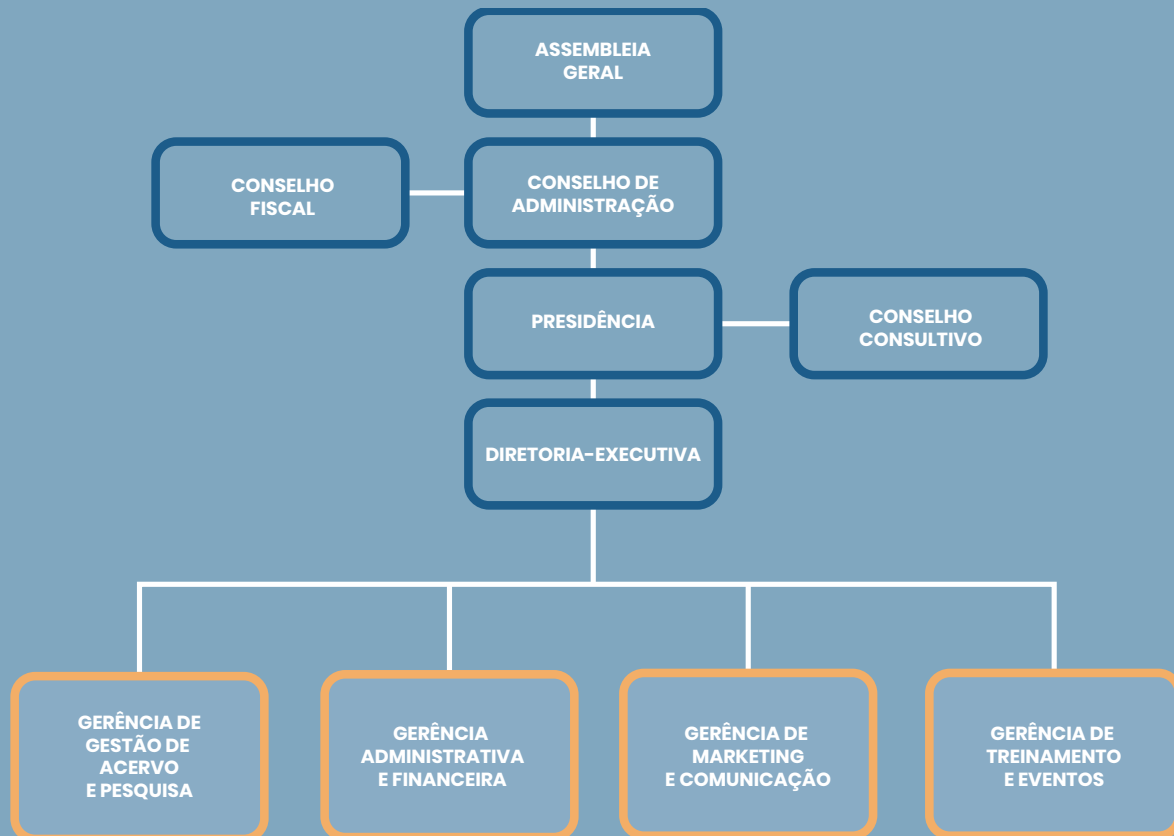 ASSEMBLEIA
GERAL
CONSELHO
FISCAL
CONSELHO DE
ADMINISTRAÇÃO
PRESIDÊNCIA
CONSELHO
CONSULTIVO
DIRETORIA-EXECUTIVA
GERÊNCIA DE
GESTÃO DE
ACERVO
E PESQUISA
GERÊNCIA
ADMINISTRATIVA
E FINANCEIRA
GERÊNCIA DE
MARKETING
E COMUNICAÇÃO
GERÊNCIA DE
TREINAMENTO
E EVENTOS